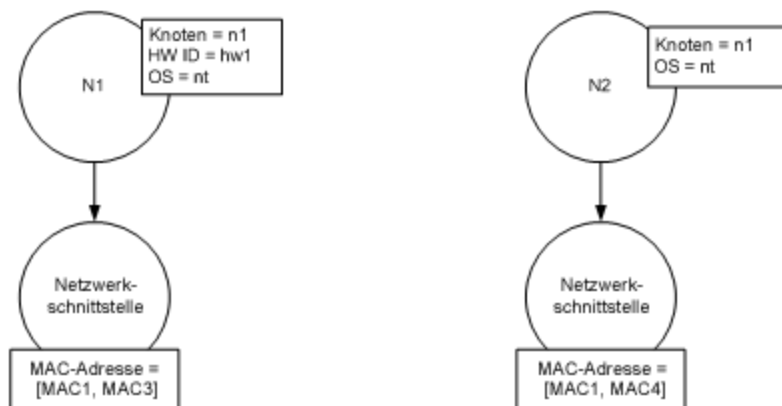 N1
Knoten = n1
HW ID = hw1
OS = nt
Netzwerk-
schnittstelle
MAC-Adresse =
[MAC1, MAC3]
N2
Knoten = n1
OS = nt
Netzwerk-
schnittstelle
MAC-Adresse =
[MAC1, MAC4]